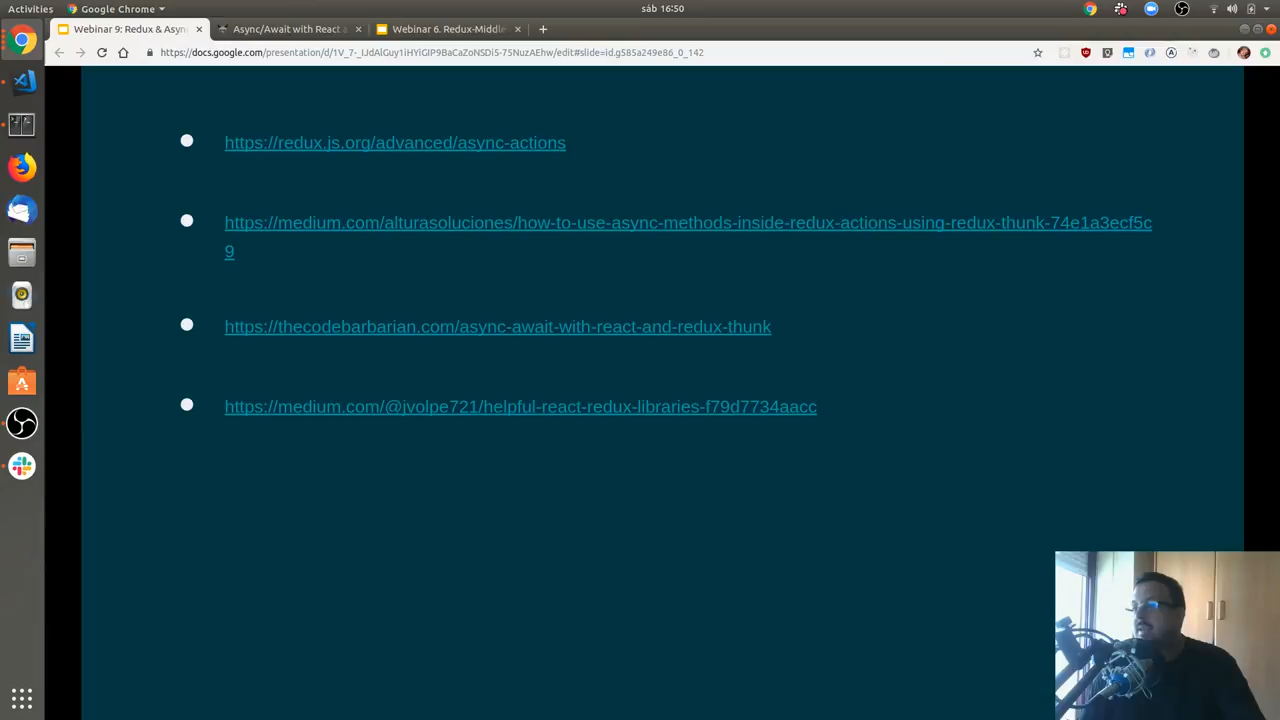 Activities
Google Chrome
sáb 16:50
Webinar 9: Redux & Asyn
Async/Await with React a
Webinar 6. Redux-Middle
https://docs.google.com/presentation/d/1V_7-_IJdAlGuy1iHYiGIP9BaCaZoNSDi5-75NuzAEhw/edit#slide=id.g585a249e86_0_142
https://redux.js.org/advanced/async-actions
https://medium.com/alturasoluciones/how-to-use-async-methods-inside-redux-actions-using-redux-thunk-74e1a3ecf5c
9
https://thecodebarbarian.com/async-await-with-react-and-redux-thunk
https://medium.com/@jvolpe721/helpful-react-redux-libraries-f79d7734aacc